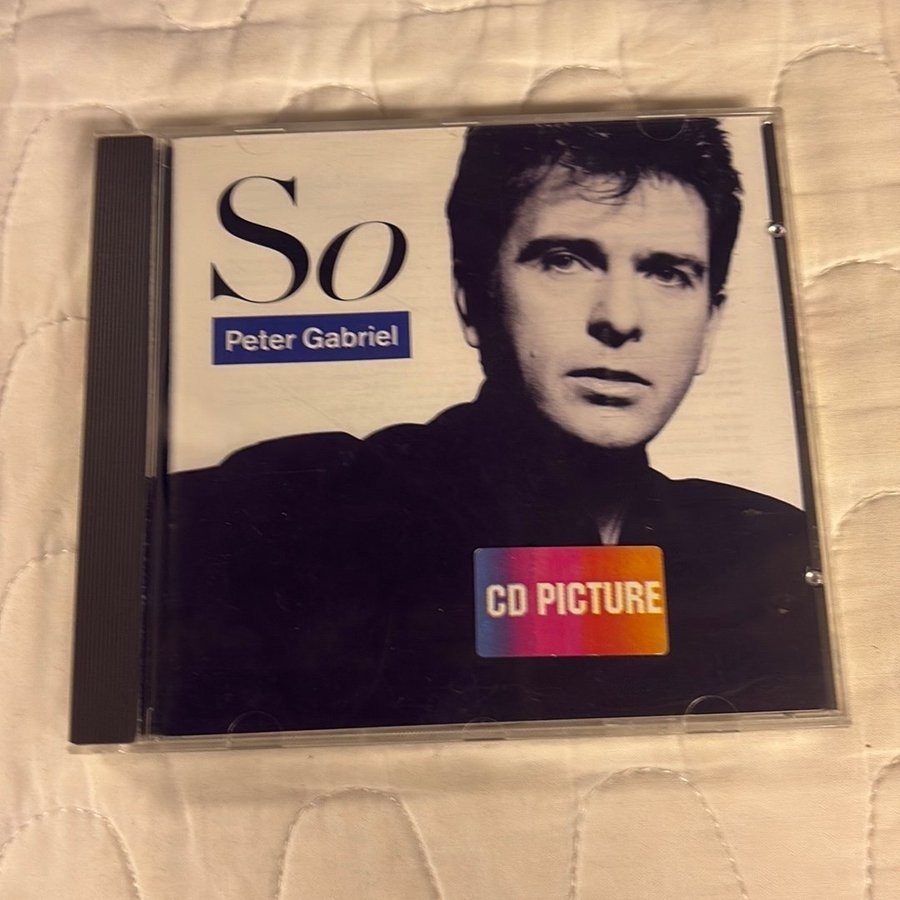 So
Peter Gabriel
CD PICTURE